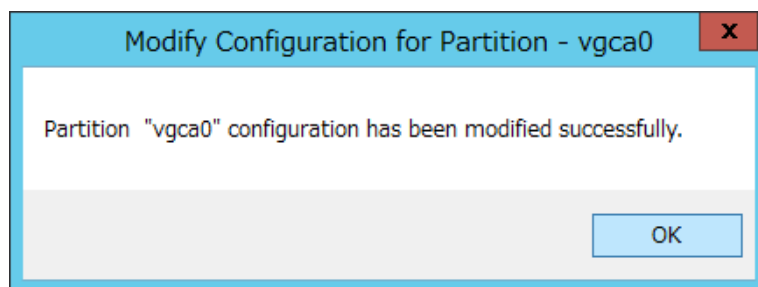 Modify Configuration for Partition - vgca0
x
Partition  "vgca0" configuration has been modified successfully.
OK